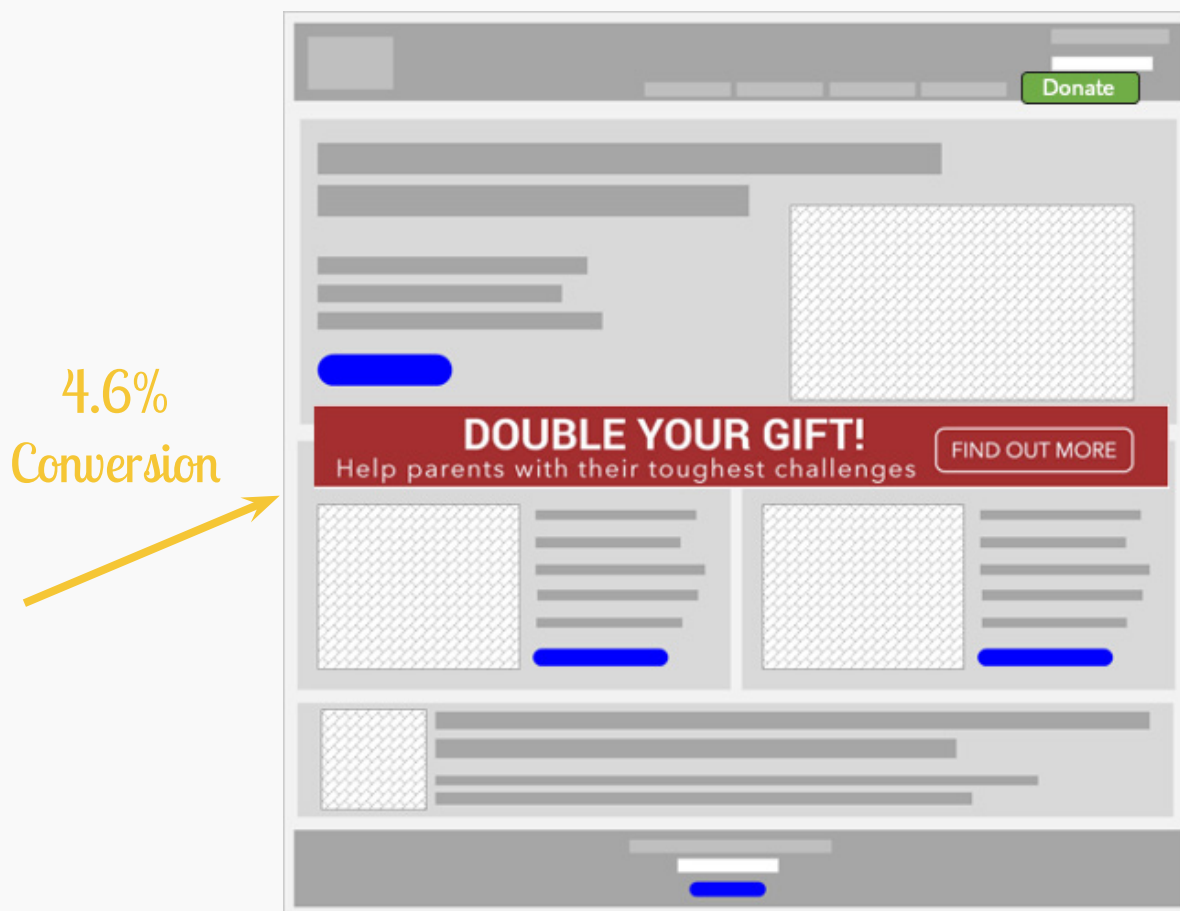 Donate
4.6%
Conversion
DOUBLE YOUR GIFT!
Help parents with their toughest challenges
FIND OUT MORE